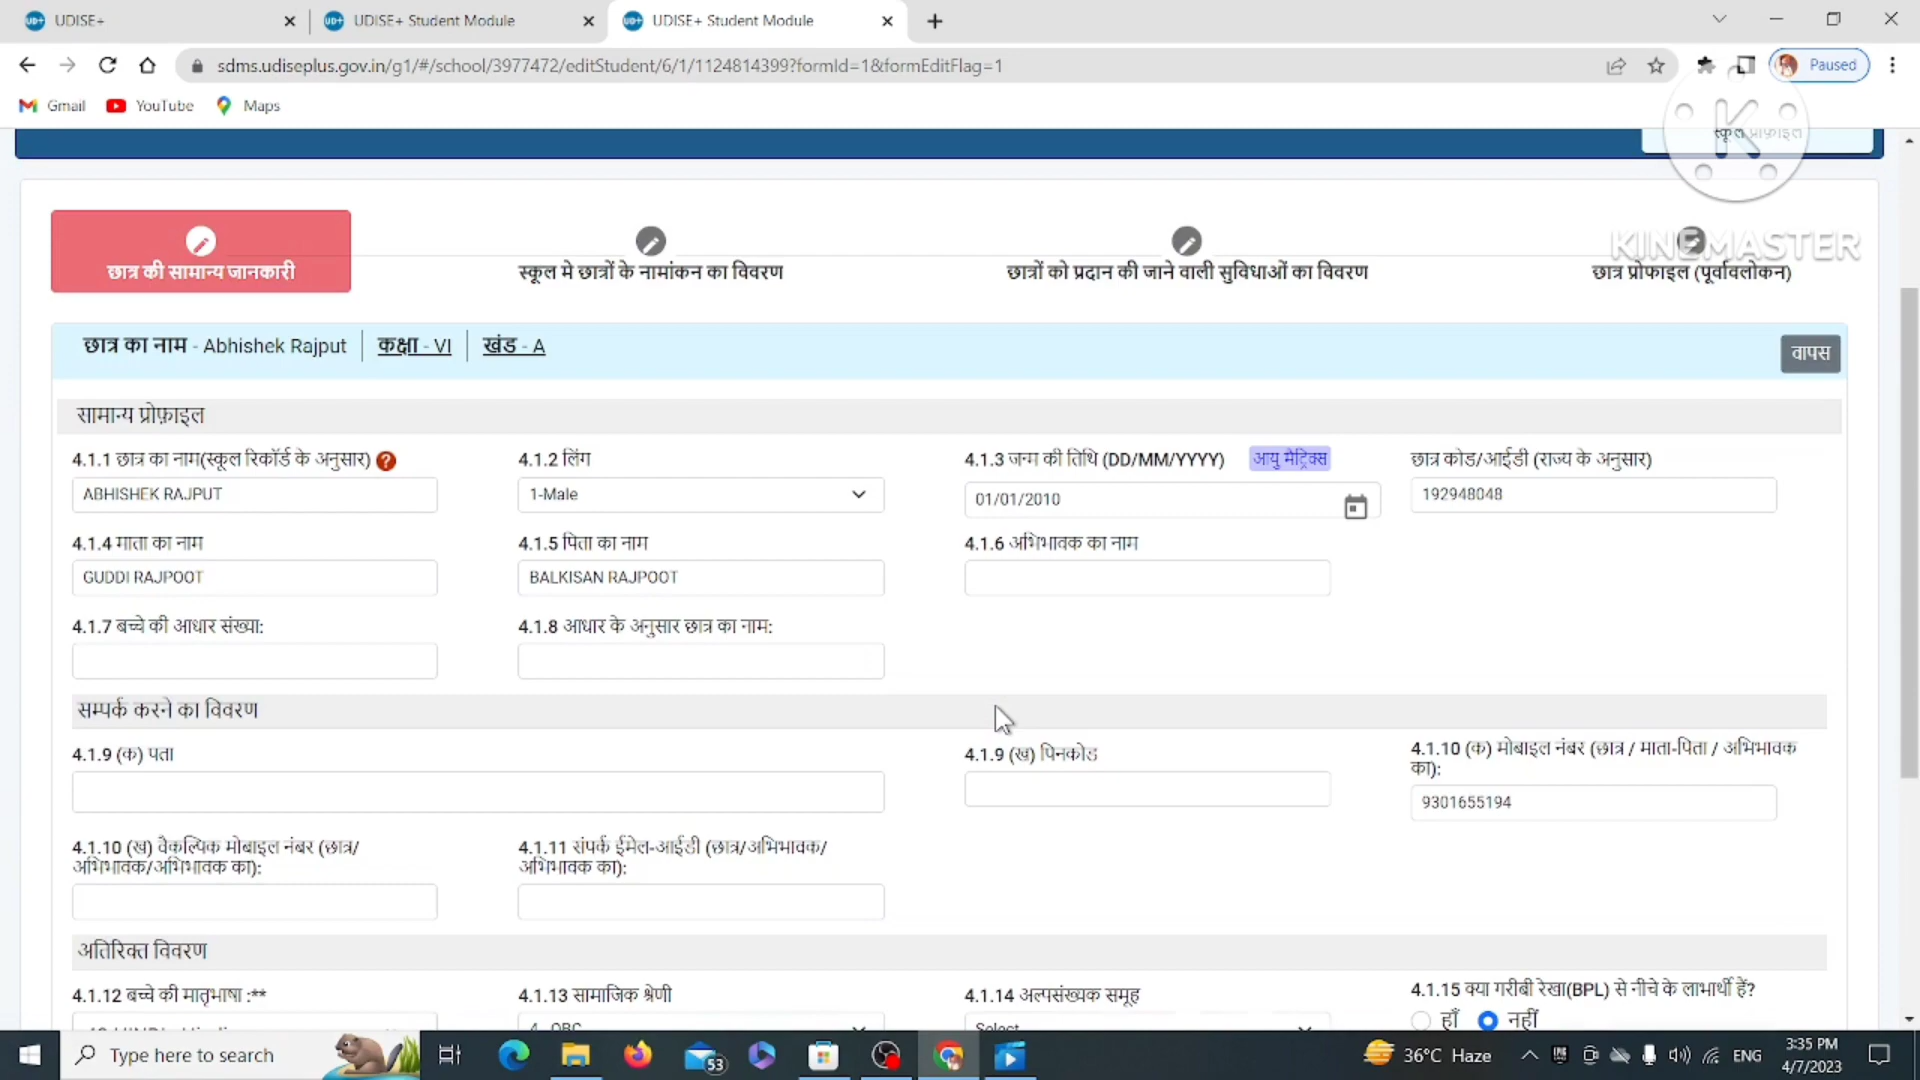 UDISE+
UDISE+ Student Module
UDISE+ Student Module
sdms.udiseplus.gov.in/g1/#/school/3977472/editStudent/6/1/1124814399?formId=1&formEditFlag=1
Paused
Gmail YouTube Maps
स्कूल प्रोफ़ाइल
KINEMASTER
छात्र की सामान्य जानकारी
स्कूल मे छात्रों के नामांकन का विवरण
छात्रों को प्रदान की जाने वाली सुविधाओं का विवरण
छात्र प्रोफाइल (पूर्वावलोकन)
छात्र का नाम - Abhishek Rajput
कक्षा - VI
खंड - A
वापस
सामान्य प्रोफ़ाइल
4.1.1 छात्र का नाम(स्कूल रिकॉर्ड के अनुसार)
4.1.2 लिंग
4.1.3 जन्म की तिथि (DD/MM/YYYY)
आयु मेट्रिक्स
छात्र कोड/आईडी (राज्य के अनुसार)
ABHISHEK RAJPUT
1-Male
01/01/2010
192948048
4.1.4 माता का नाम
4.1.5 पिता का नाम
4.1.6 अभिभावक का नाम
GUDDI RAJPOOT
BALKISAN RAJPOOT
4.1.7 बच्चे की आधार संख्या:
4.1.8 आधार के अनुसार छात्र का नाम:
सम्पर्क करने का विवरण
4.1.9 (क) पता
4.1.9 (ख) पिनकोड
4.1.10 (क) मोबाइल नंबर (छात्र / माता-पिता / अभिभावक
का):
9301655194
4.1.10 (ख) वैकल्पिक मोबाइल नंबर (छात्र/
अभिभावक/अभिभावक का):
4.1.11 संपर्क ईमेल-आईडी (छात्र/अभिभावक/
अभिभावक का):
अतिरिक्त विवरण
4.1.12 बच्चे की मातृभाषा :**
4.1.13 सामाजिक श्रेणी
4.1.14 अल्पसंख्यक समूह
4.1.15 क्या गरीबी रेखा(BPL) से नीचे के लाभार्थी हैं?
4- OBC
Select
हाँ
नहीं
Type here to search
53
36°C Haze
ENG
3:35 PM
4/7/2023